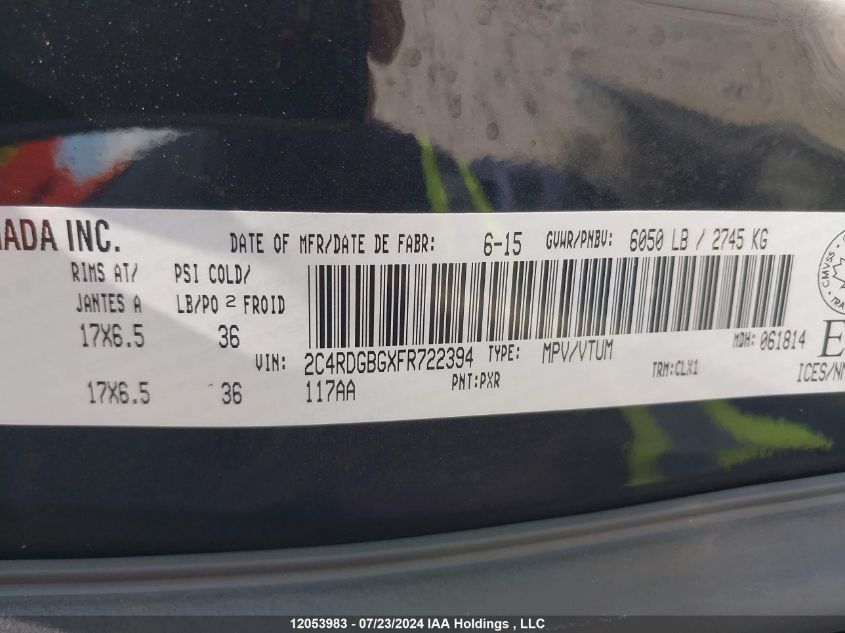 INC.
DATE OF MFR/DATE DE FABR: 6-15 GVWR/PNBV: 6050 LB / 2745 KG
RIMS AT/ PSI COLD/
JANTES A LB/PO 2 FROID
17X6.5 36
VIN: 2C4RDGBGXFR722394 TYPE: MPV/VTUM MDH: 061814
17X6.5 36 117AA PNT:PXR TRM:CLX1
CMVSS
12053983 - 07/23/2024 IAA Holdings , LLC